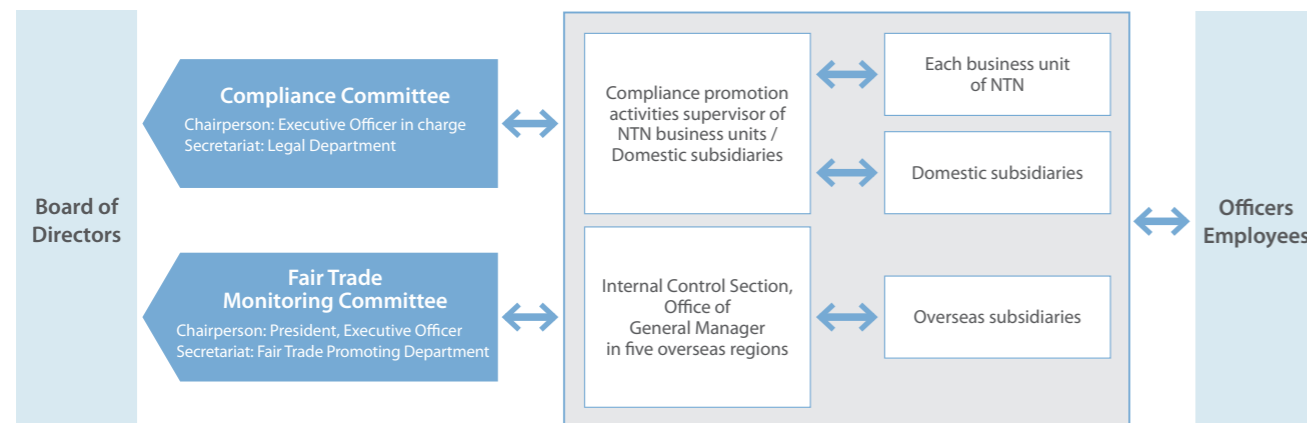 Board of
Directors
Compliance Committee
Chairperson: Executive Officer in charge
Secretariat: Legal Department
Fair Trade
Monitoring Committee
Chairperson: President, Executive Officer
Secretariat: Fair Trade Promoting Department
Compliance promotion
activities supervisor of
NTN business units /
Domestic subsidiaries
Internal Control Section,
Office of
General Manager
in five overseas regions
Each business unit
of NTN
Domestic subsidiaries
Overseas subsidiaries
Officers
Employees